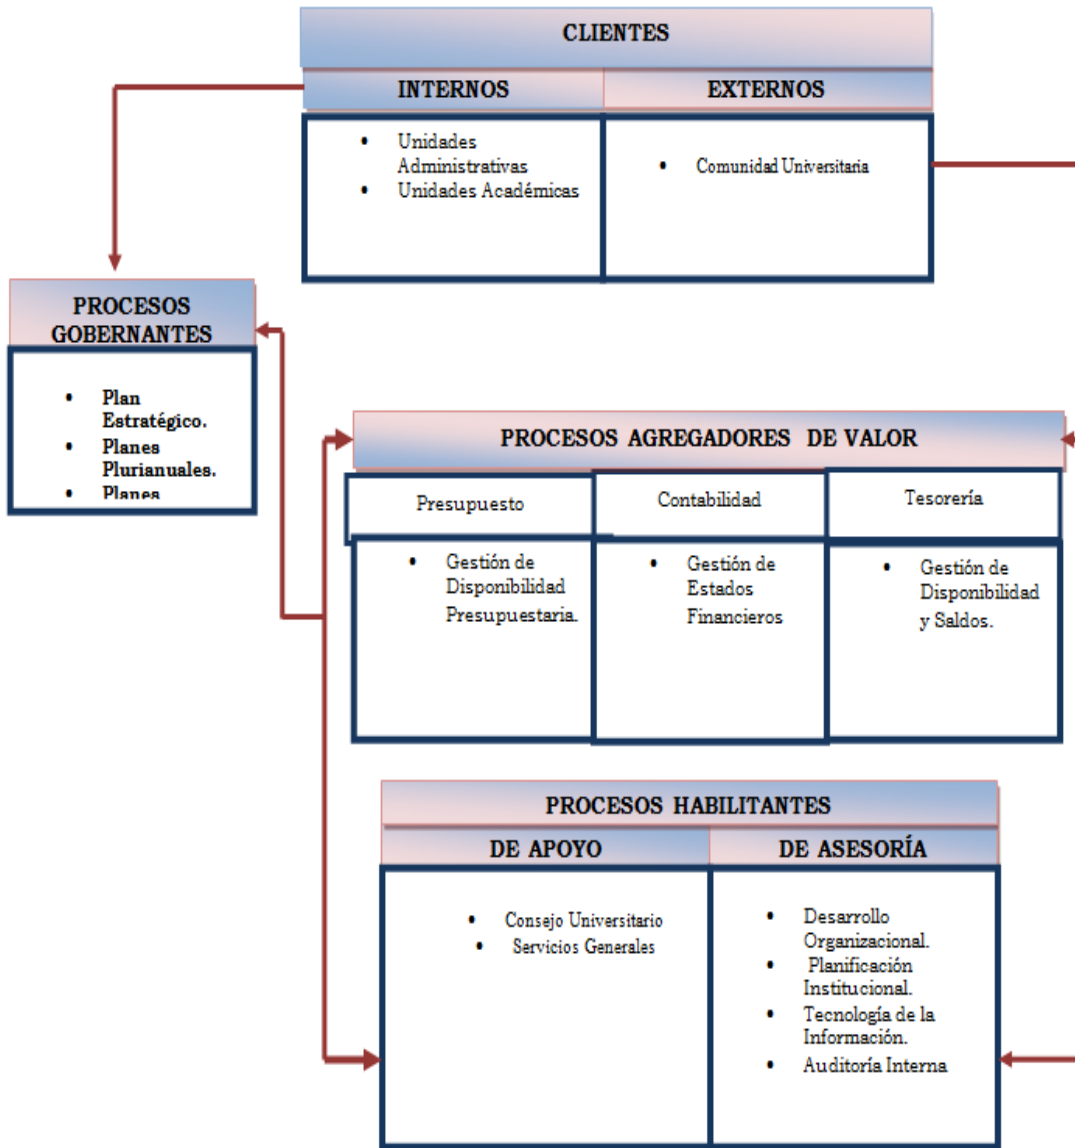 CLIENTES
INTERNOS
EXTERNOS
• Unidades
Administrativas
• Unidades Académicas
• Comunidad Universitaria
PROCESOS
GOBERNANTES
• Plan
Estratégico.
• Planes
Plurianuales.
• Planes
PROCESOS AGREGADORES DE VALOR
Presupuesto
Contabilidad
Tesorería
• Gestión de
Disponibilidad
Presupuestaria.
• Gestión de
Estados
Financieros
• Gestión de
Disponibilidad
y Saldos.
PROCESOS HABILITANTES
DE APOYO
DE ASESORÍA
• Consejo Universitario
• Servicios Generales
• Desarrollo
Organizacional.
• Planificación
Institucional.
• Tecnología de la
Información.
• Auditoría Interna